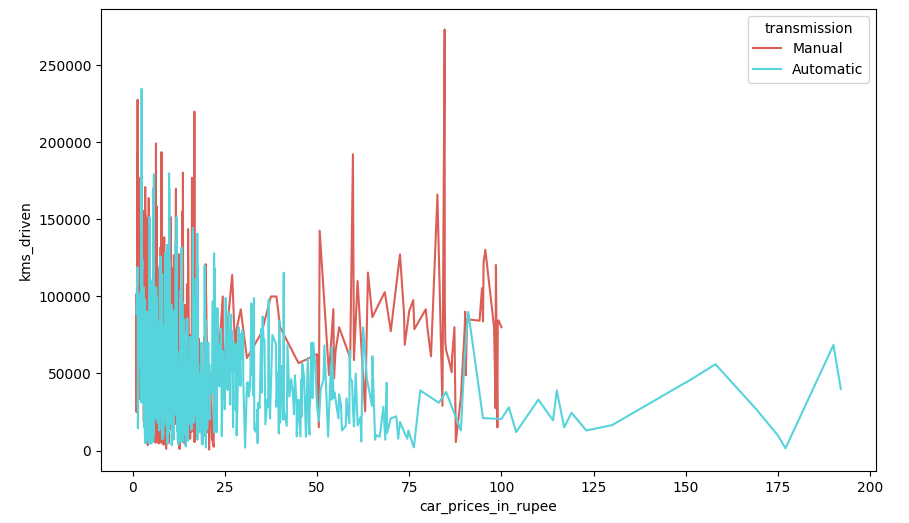 transmission
Manual
Automatic
250000
200000
150000
100000
50000
0
kms_driven
0 25 50 75 100 125 150 175 200
car_prices_in_rupee